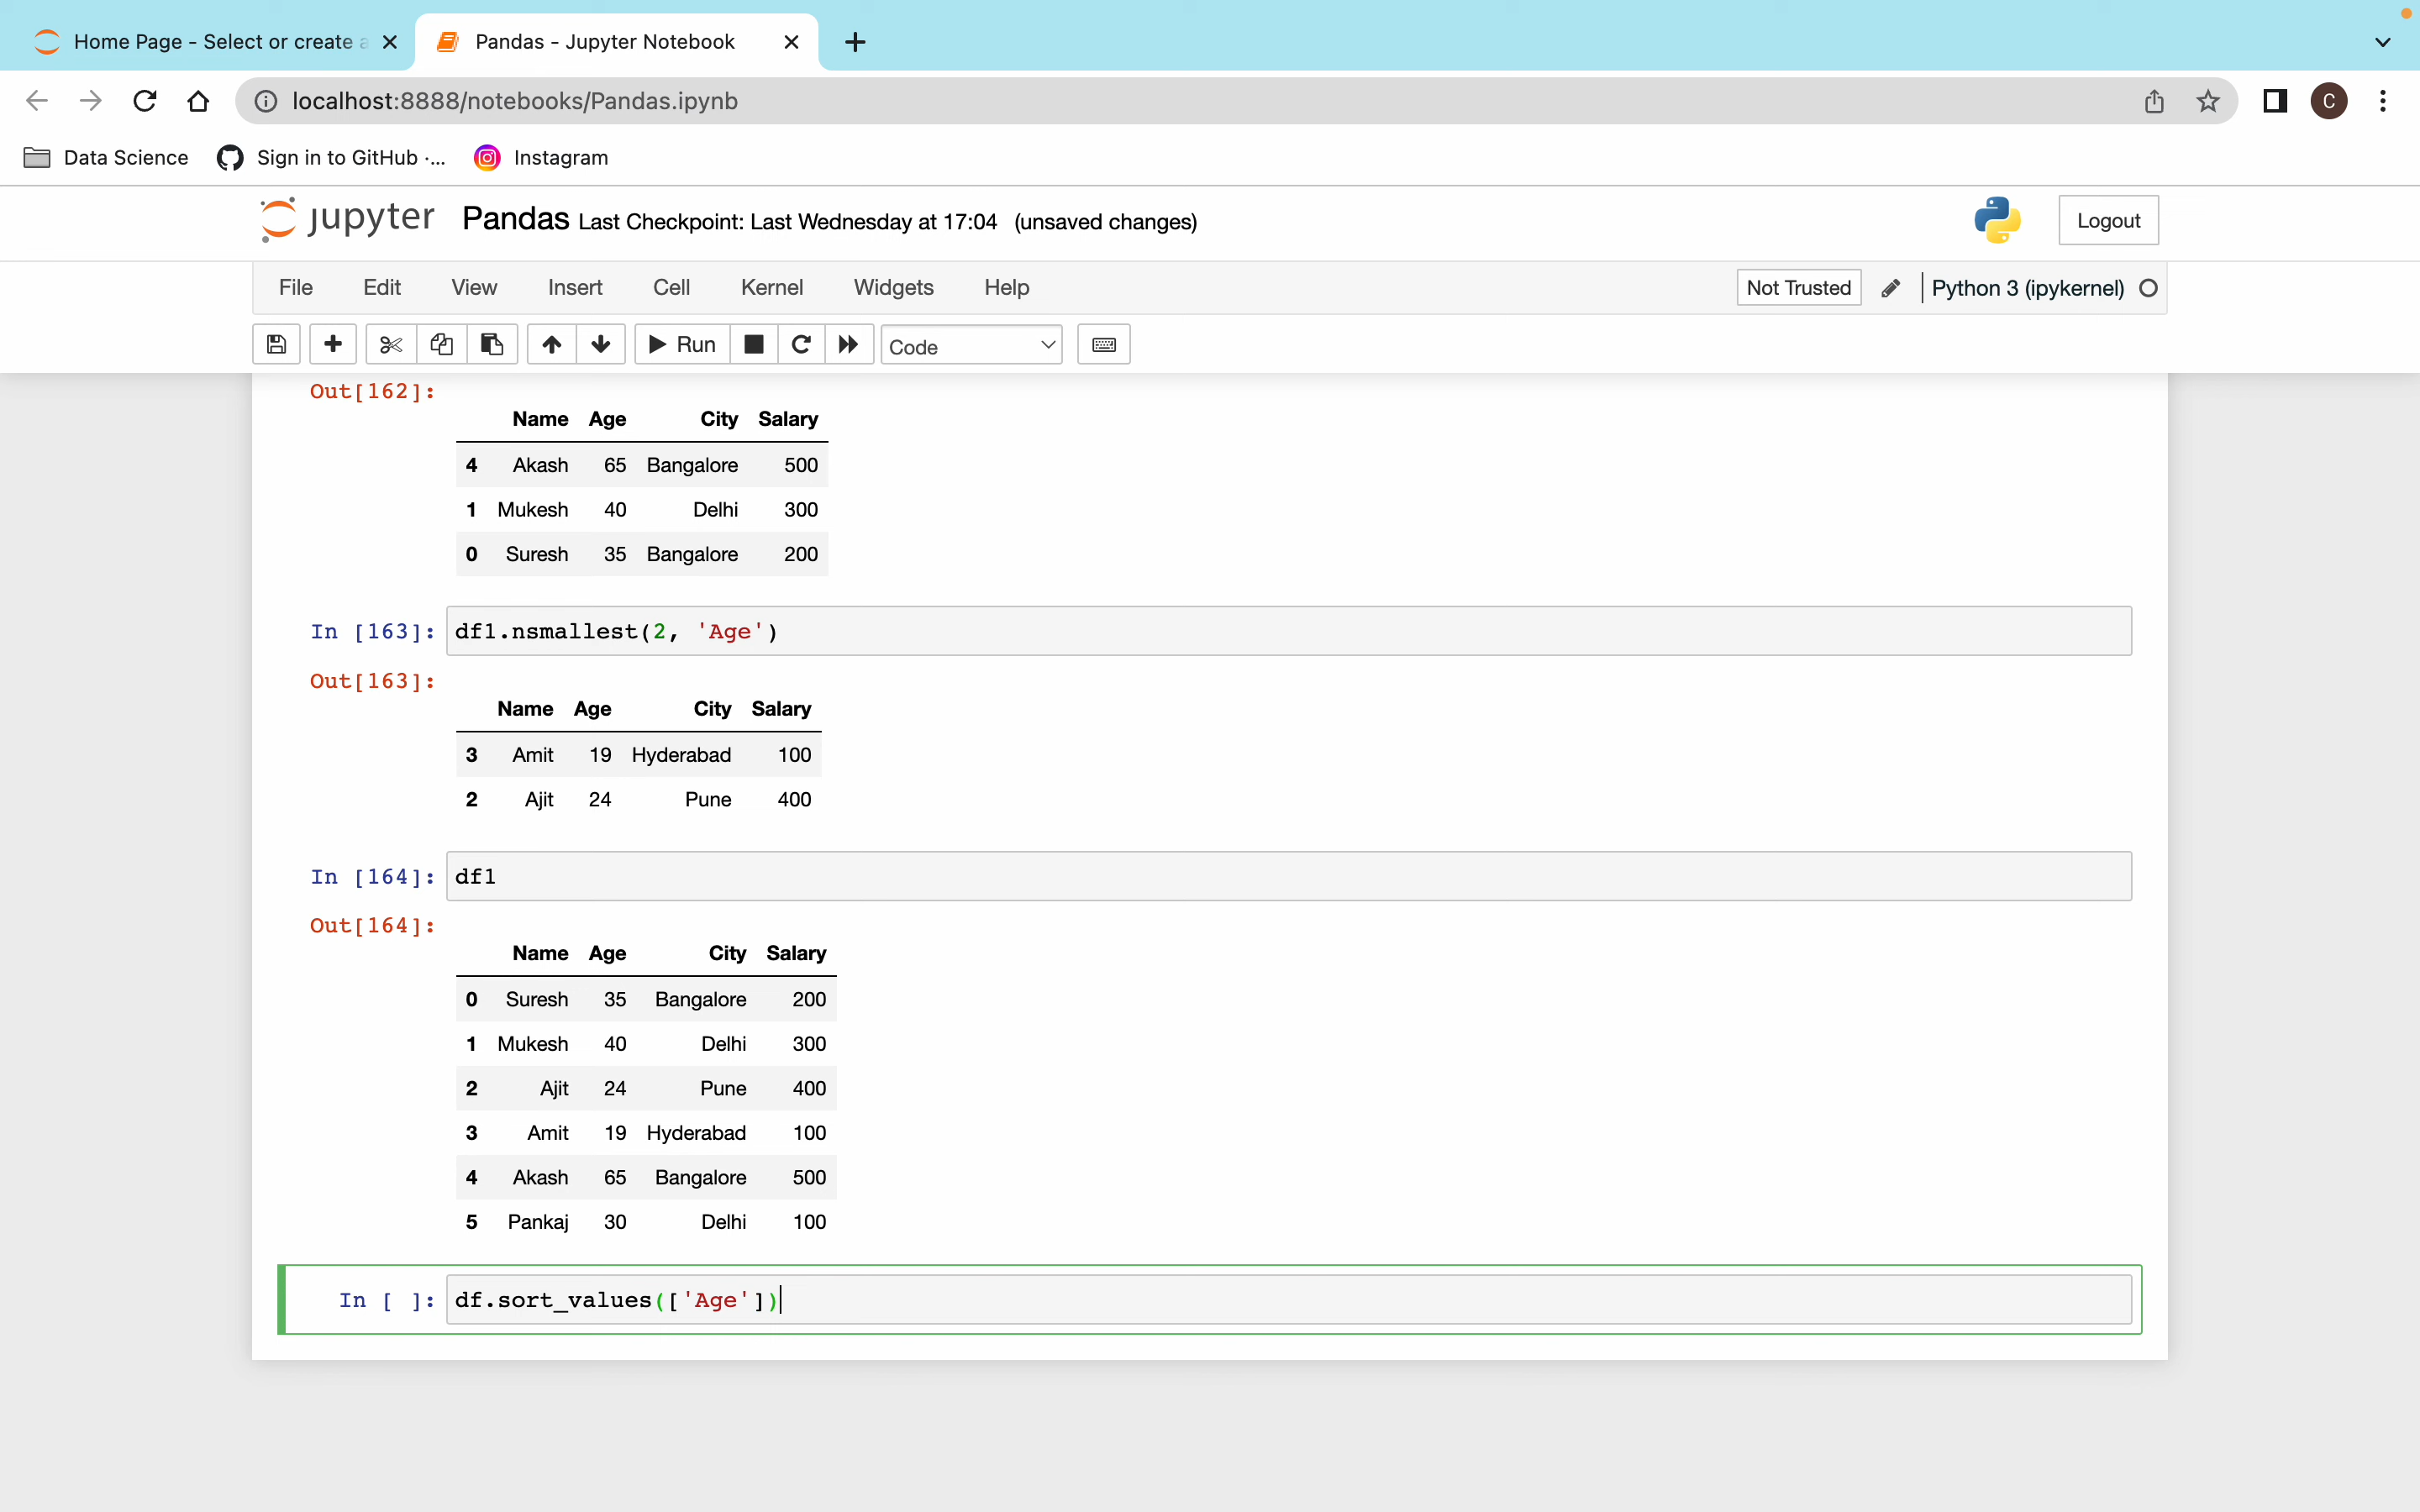 Home Page - Select or create a
Pandas - Jupyter Notebook
localhost:8888/notebooks/Pandas.ipynb
C
Data Science
Sign in to GitHub ·...
Instagram
jupyter Pandas Last Checkpoint: Last Wednesday at 17:04 (unsaved changes)
Logout
File Edit View Insert Cell Kernel Widgets Help
Not Trusted
Python 3 (ipykernel)
Run
Code
Out[162]:
Name Age City Salary
4 Akash 65 Bangalore 500
1 Mukesh 40 Delhi 300
0 Suresh 35 Bangalore 200
In [163]: df1.nsmallest(2, 'Age')
Out[163]:
Name Age City Salary
3 Amit 19 Hyderabad 100
2 Ajit 24 Pune 400
In [164]: df1
Out[164]:
Name Age City Salary
0 Suresh 35 Bangalore 200
1 Mukesh 40 Delhi 300
2 Ajit 24 Pune 400
3 Amit 19 Hyderabad 100
4 Akash 65 Bangalore 500
5 Pankaj 30 Delhi 100
In [ ]: df.sort_values(['Age'])